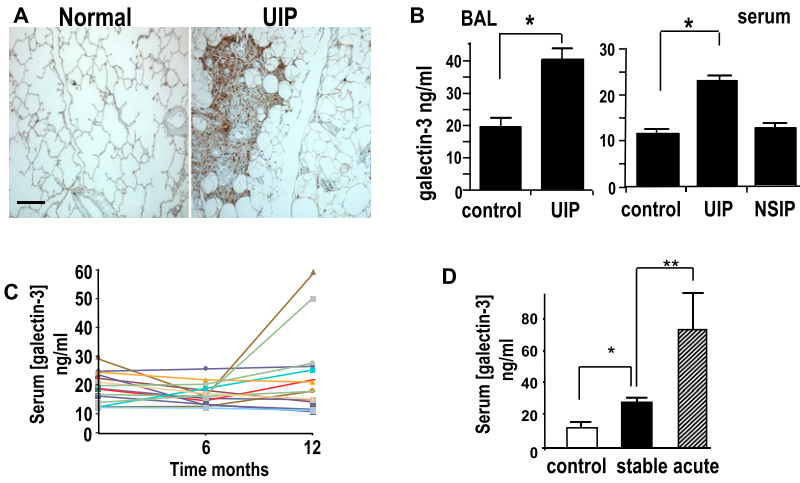 A
Normal
UIP
B
BAL
*
galectin-3 ng/ml
40
30
20
10
0
control
UIP
serum
*
30
20
10
0
control
UIP
NSIP
C
Serum [galectin-3]
ng/ml
60
50
40
30
20
10
0
6
12
Time months
D
Serum [galectin-3]
ng/ml
80
60
40
20
0
*
**
control
stable
acute